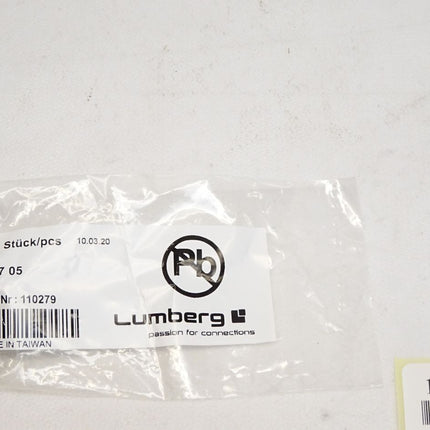 Stück/pcs 10.03.20
7 05
Pb
Nr: 110279
E IN TAIWAN
Lumberg
passion for connections